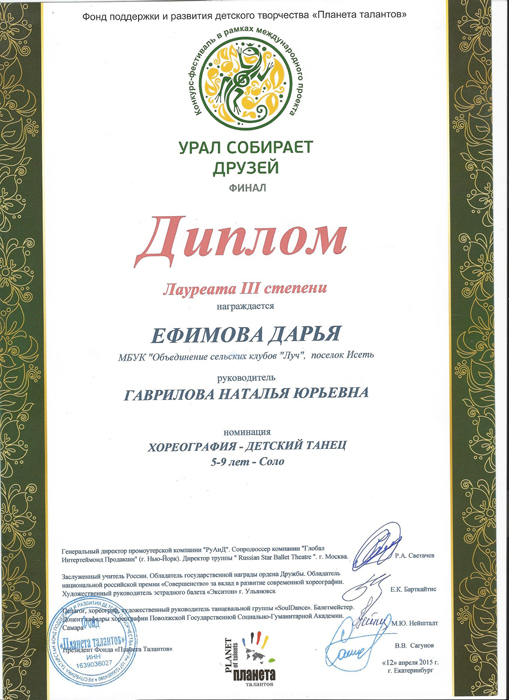 Фонд поддержки и развития детского творчества «Планета талантов»
Конкурс-фестиваль в рамках международного проекта
УРАЛ СОБИРАЕТ
ДРУЗЕЙ
ФИНАЛ
Диплом
Лауреата III степени
награждается
ЕФИМОВА ДАРЬЯ
МБУК "Объединение сельских клубов "Луч", поселок Исеть
руководитель
ГАВРИЛОВА НАТАЛЬЯ ЮРЬЕВНА
номинация
ХОРЕОГРАФИЯ - ДЕТСКИЙ ТАНЕЦ
5-9 лет - Соло
Генеральный директор промоутерской компании "РуАнД". Сопродюссер компании "Глобал
Интертеймонд Продакшн" (г. Нью-Йорк). Директор труппы " Russian Star Ballet Theatre ". г. Москва.
Р.А. Светачев
Заслуженный учитель России. Обладатель государственной награды ордена Дружбы. Обладатель
национальной российской премии «Совершенство» за вклад в развитие современной хореографии.
Художественный руководитель эстрадного балета «Экситон» г. Ульяновск
Е.К. Барткайтис
Педагог, хореограф, художественный руководитель танцевальной группы «SoulDance». Балетмейстер.
Доцент кафедры хореографии Поволжской Государственной Социально-Гуманитарной Академии.
Самара
М.Ю. Нейштадт
Президент Фонда «Планета Талантов»
В.В. Сагунов
Фонд
"Планета талантов"
ИНН
1639036027
PLANET
of talents
планета
талантов
«12» апреля 2015 г.
г. Екатеринбург